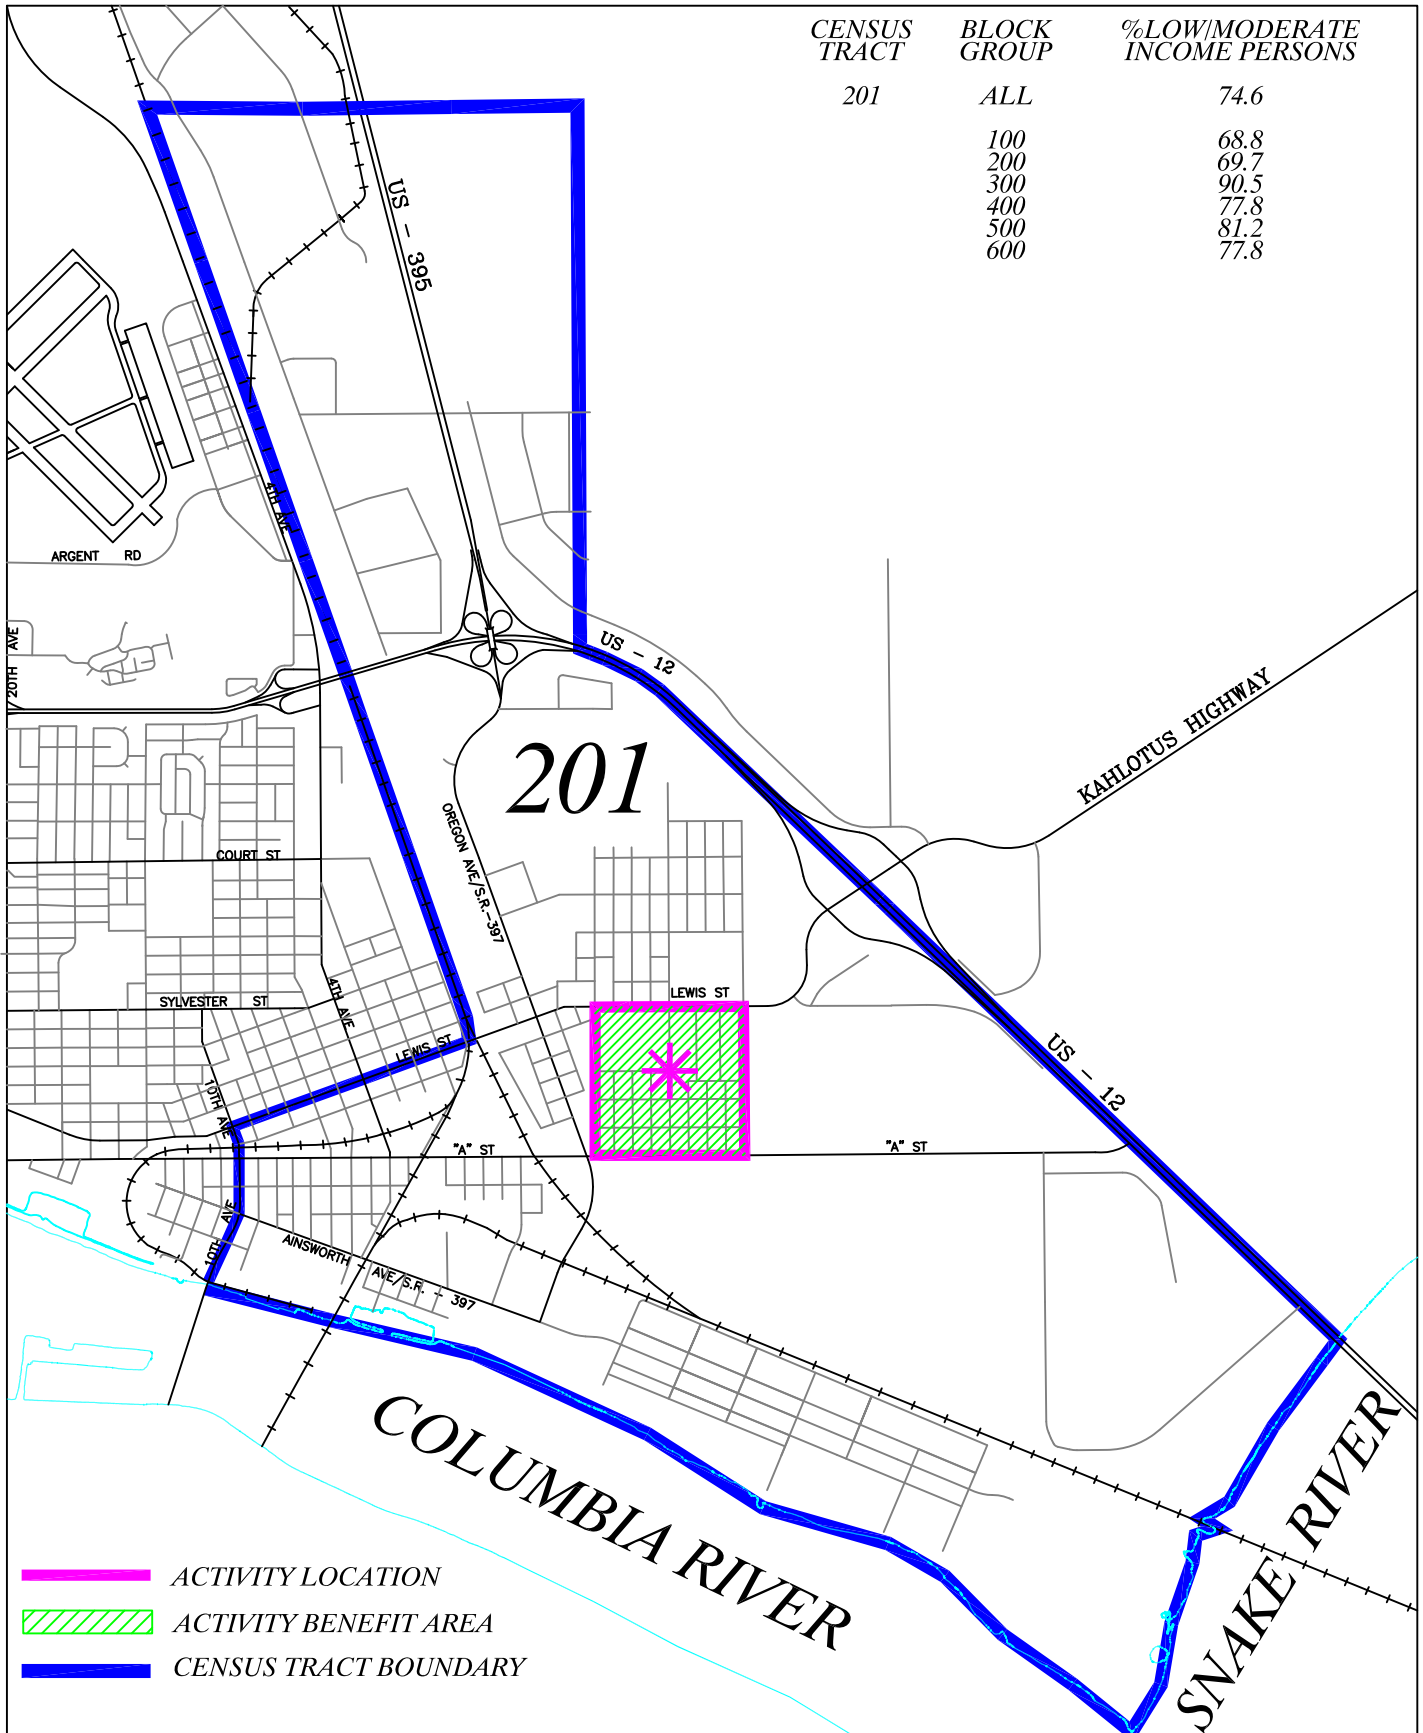 CENSUS TRACT
BLOCK GROUP
%LOW/MODERATE INCOME PERSONS
201 ALL 74.6
100 68.8
200 69.7
300 90.5
400 77.8
500 81.2
600 77.8
US - 395
4TH AVE
ARGENT RD
20TH AVE
US - 12
KAHLOTUS HIGHWAY
201
OREGON AVE/S.R.-397
COURT ST
LEWIS ST
SYLVESTER ST
4TH AVE
LEWIS ST
US - 12
10TH AVE
"A" ST
"A" ST
10TH AVE
AINSWORTH AVE/S.R. - 397
COLUMBIA RIVER
SNAKE RIVER
ACTIVITY LOCATION
ACTIVITY BENEFIT AREA
CENSUS TRACT BOUNDARY